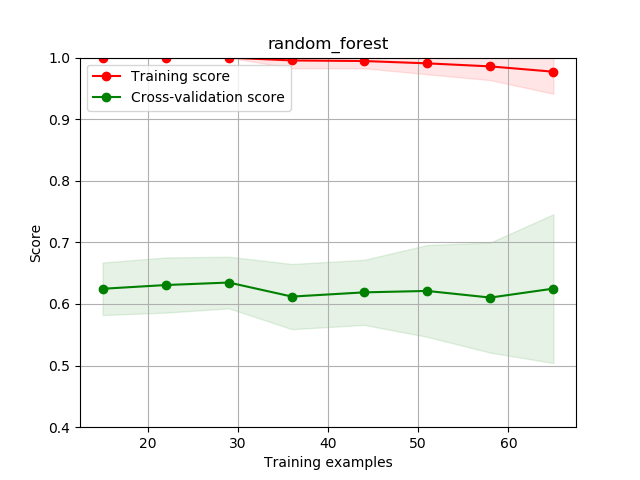 random_forest
1.0
Training score
Cross-validation score
0.9
0.8
0.7
Score
0.6
0.5
0.4
20 30 40 50 60
Training examples